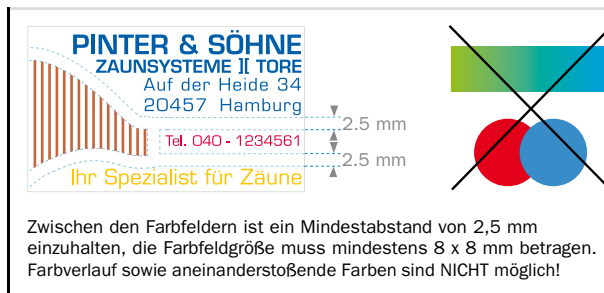 PINTER & SÖHNE
ZAUNSYSTEME ][ TORE
Auf der Heide 34
20457 Hamburg
Tel. 040 - 1234561
Ihr Spezialist für Zäune
2.5 mm
2.5 mm
Zwischen den Farbfeldern ist ein Mindestabstand von 2,5 mm
einzuhalten, die Farbfeldgröße muss mindestens 8 x 8 mm betragen.
Farbverlauf sowie aneinanderstoßende Farben sind NICHT möglich!